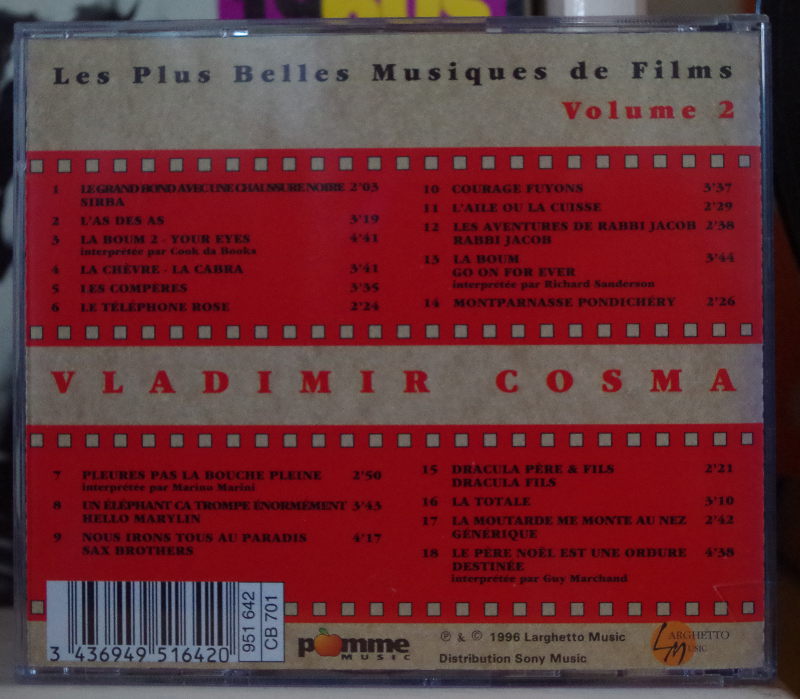 Les Plus Belles Musiques de Films
Volume 2
1 LE GRAND BOND AVEC UNE CHAUSSURE NOIRE 2'03
SIRBA
2 L'AS DES AS 3'19
3 LA BOUM 2 - YOUR EYES 4'41
interprétée par Cook da Books
4 LA CHÈVRE - LA CABRA 3'41
5 LES COMPÈRES 3'35
6 LE TÉLÉPHONE ROSE 2'24
10 COURAGE FUYONS 3'37
11 L'AILE OU LA CUISSE 2'29
12 LES AVENTURES DE RABBI JACOB 2'38
RABBI JACOB
13 LA BOUM 3'44
GO ON FOR EVER
interprétée par Richard Sanderson
14 MONTPARNASSE PONDICHÉRY 2'26
VLADIMIR COSMA
7 PLEURES PAS LA BOUCHE PLEINE 2'50
interprétée par Marino Marini
8 UN ÉLÉPHANT CA TROMPE ÉNORMÉMENT 3'43
HELLO MARYLIN
9 NOUS IRONS TOUS AU PARADIS 4'17
SAX BROTHERS
15 DRACULA PÈRE & FILS 2'21
DRACULA FILS
16 LA TOTALE 3'10
17 LA MOUTARDE ME MONTE AU NEZ 2'42
GÉNÉRIQUE
18 LE PÈRE NOËL EST UNE ORDURE 4'38
DESTINÉE
interprétée par Guy Marchand
3 436949 516420
951 642
CB 701
pomme
MUSIC
℗ & © 1996 Larghetto Music
Distribution Sony Music
LARGHETTO
MUSIC